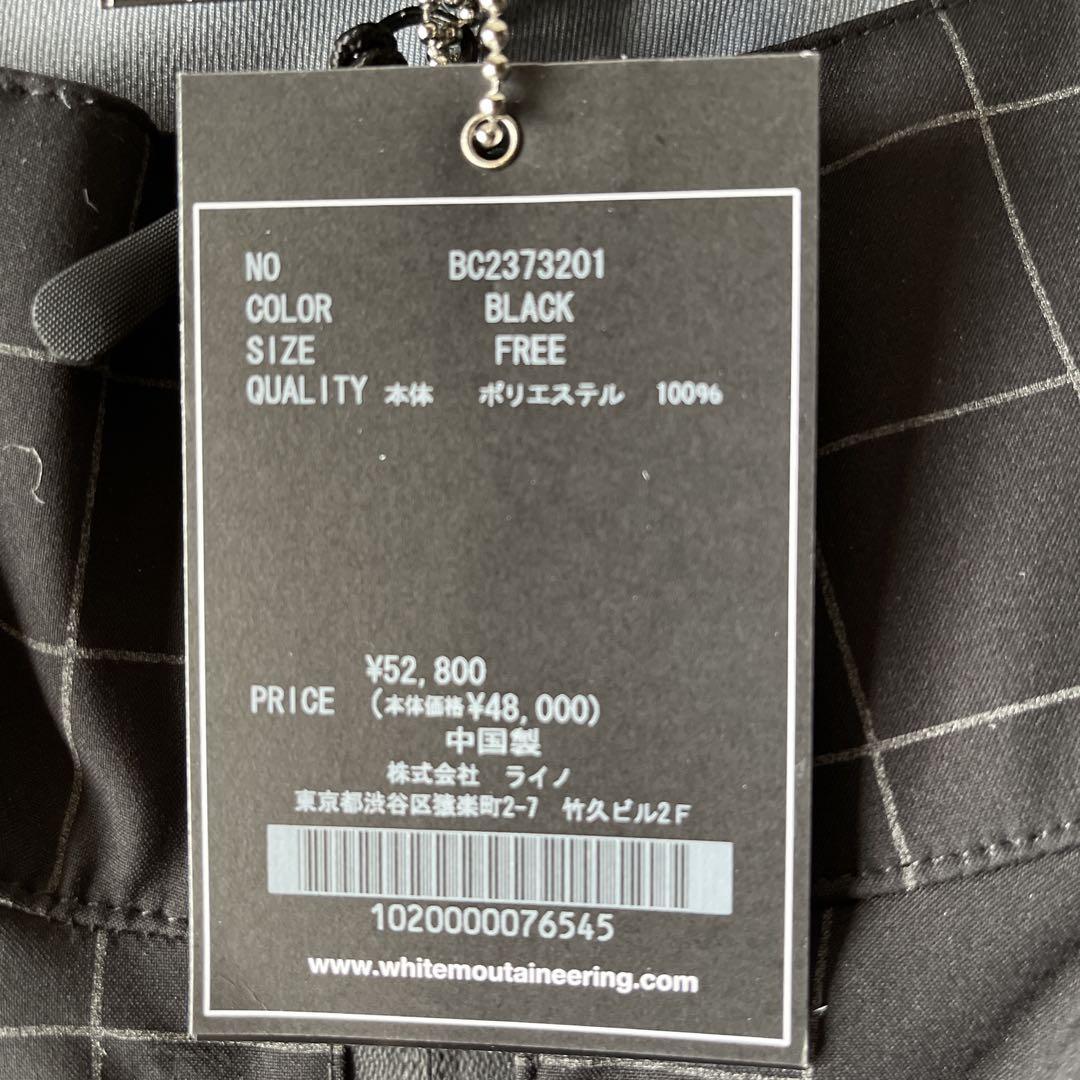 NO BC2373201
COLOR BLACK
SIZE FREE
QUALITY 本体 ポリエステル 100%
¥52,800
PRICE (本体価格¥48,000)
中国製
株式会社 ライノ
東京都渋谷区猿楽町2-7 竹久ビル2F
1020000076545
www.whitemoutaineering.com